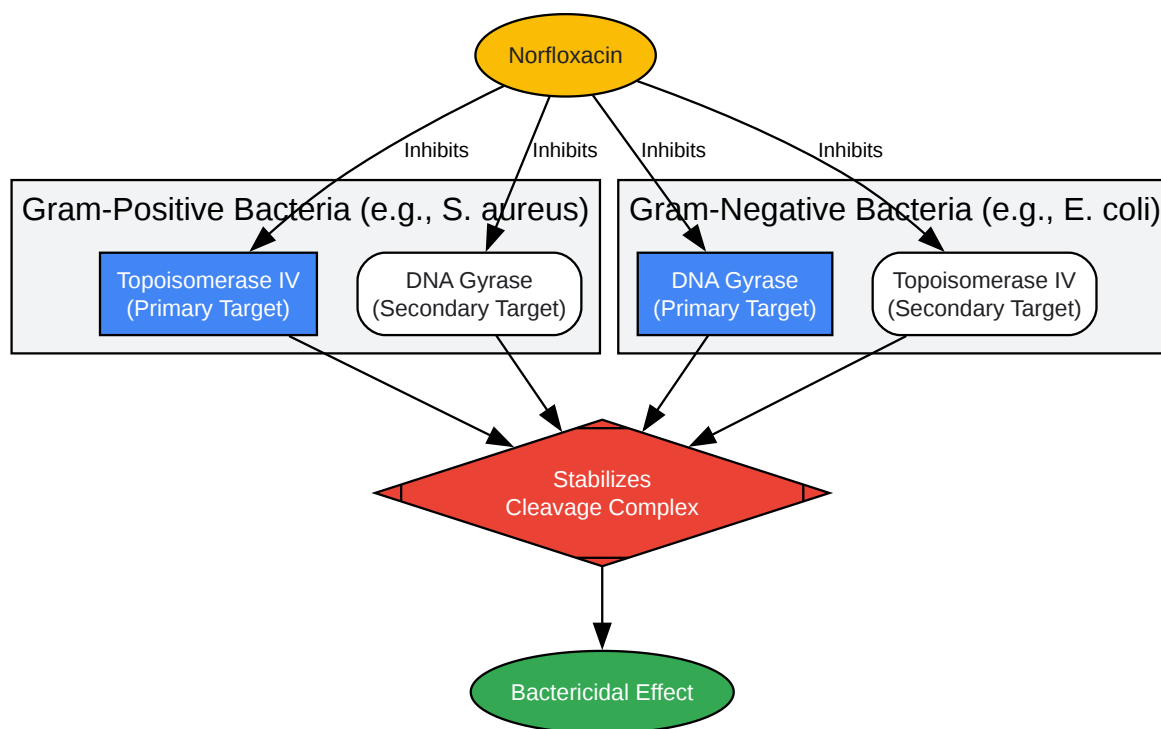 Norfloxacin
Inhibits
Inhibits
Inhibits
Inhibits
Gram-Positive Bacteria (e.g., S. aureus)
Gram-Negative Bacteria (e.g., E. coli)
Topoisomerase IV
(Primary Target)
DNA Gyrase
(Secondary Target)
DNA Gyrase
(Primary Target)
Topoisomerase IV
(Secondary Target)
Stabilizes
Cleavage Complex
Bactericidal Effect